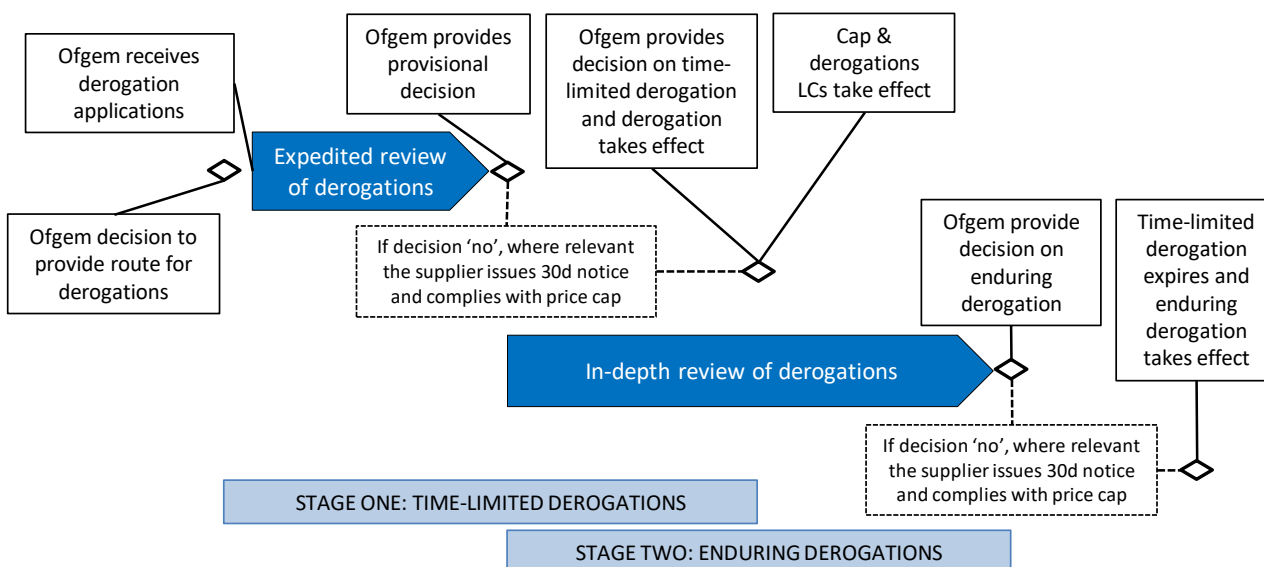 Ofgem receives
derogation
applications
Ofgem provides
provisional
decision
Ofgem provides
decision on time-
limited derogation
and derogation
takes effect
Cap &
derogations
LCs take effect
Expedited review
of derogations
Ofgem decision to
provide route for
derogations
If decision ‘no’, where relevant
the supplier issues 30d notice
and complies with price cap
Ofgem provide
decision on
enduring
derogation
Time-limited
derogation
expires and
enduring
derogation
takes effect
In-depth review of derogations
If decision ‘no’, where relevant
the supplier issues 30d notice
and complies with price cap
STAGE ONE: TIME-LIMITED DEROGATIONS
STAGE TWO: ENDURING DEROGATIONS